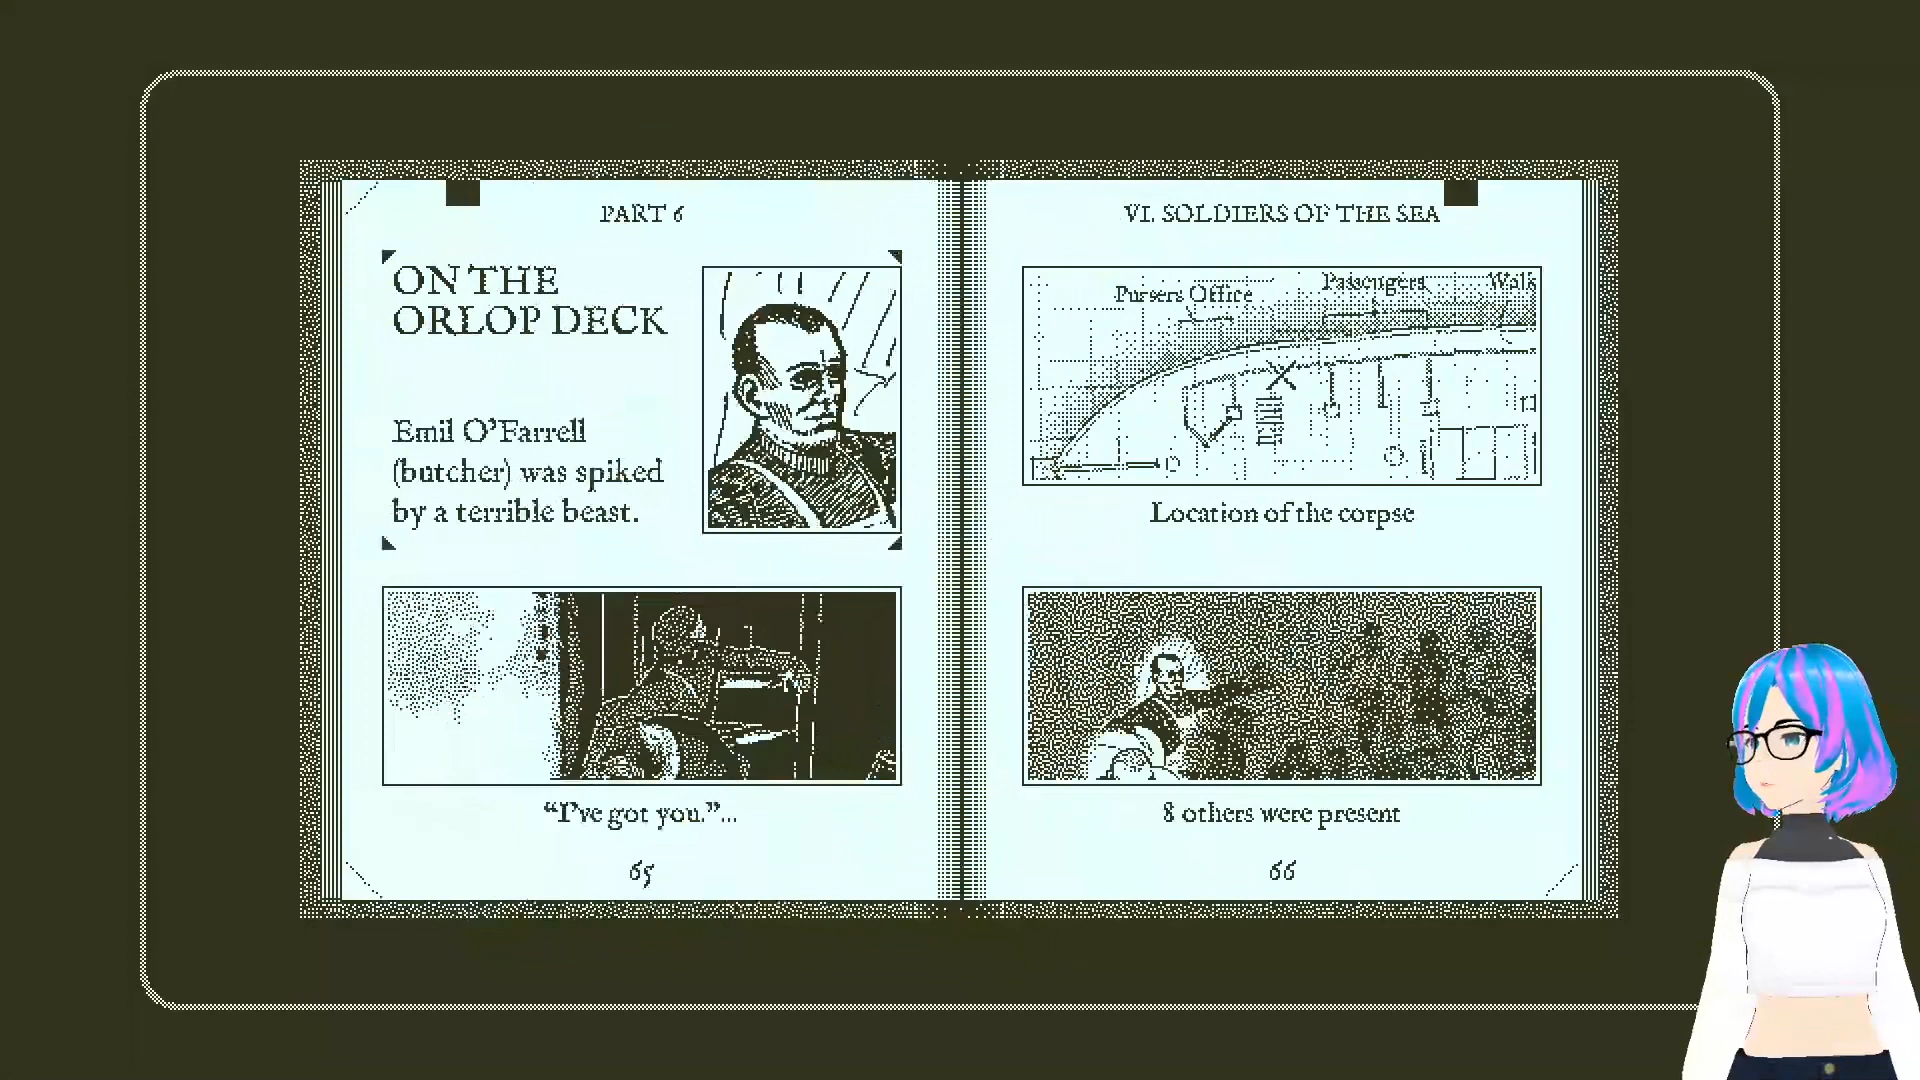 PART 6
ON THE
ORLOP DECK
Emil O'Farrell
(butcher) was spiked
by a terrible beast.
"I've got you."...
65
VI. SOLDIERS OF THE SEA
Pursers Office
Passengers
Walk
Location of the corpse
8 others were present
66